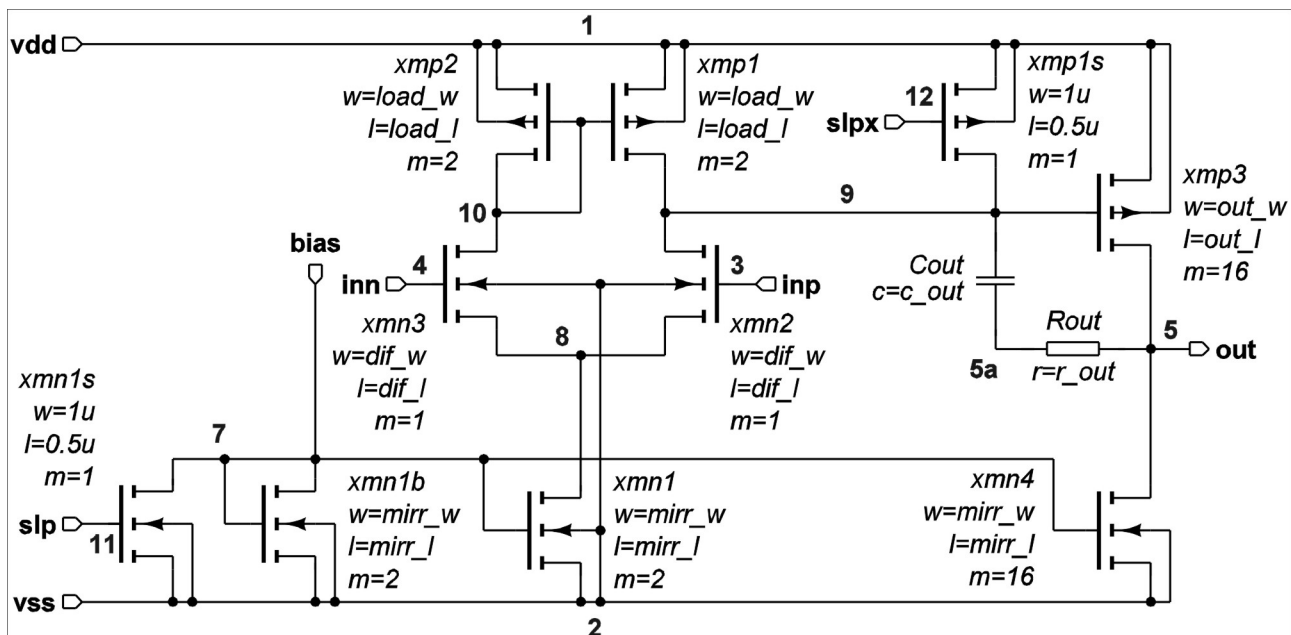 1
vdd
xmp2
w=load_w
l=load_l
m=2
xmp1
w=load_w
l=load_l
m=2
12
slpx
xmp1s
w=1u
l=0.5u
m=1
xmp3
w=out_w
l=out_l
m=16
10
9
bias
4
inn
3
inp
Cout
c=c_out
xmn3
w=dif_w
l=dif_l
m=1
8
xmn2
w=dif_w
l=dif_l
m=1
5a
Rout
r=r_out
5
out
xmn1s
w=1u
l=0.5u
m=1
7
slp
11
xmn1b
w=mirr_w
l=mirr_l
m=2
xmn1
w=mirr_w
l=mirr_l
m=2
xmn4
w=mirr_w
l=mirr_l
m=16
vss
2